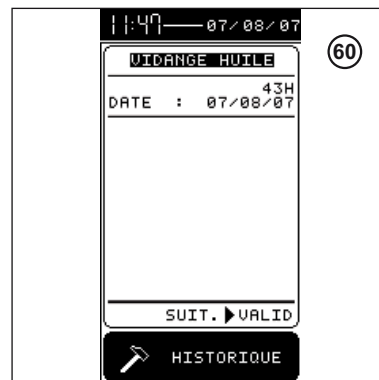 11:47 07/08/07
60
VIDANGE HUILE
43H
DATE : 07/08/07
SUIT. VALID
HISTORIQUE